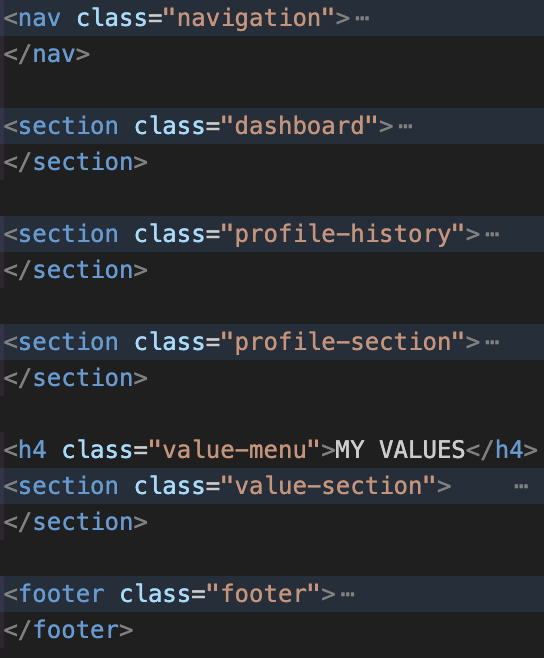 <nav class="navigation">⋯
</nav>
<section class="dashboard">⋯
</section>
<section class="profile-history">⋯
</section>
<section class="profile-section">⋯
</section>
<h4 class="value-menu">MY VALUES</h4>
<section class="value-section"> ⋯
</section>
<footer class="footer">⋯
</footer>